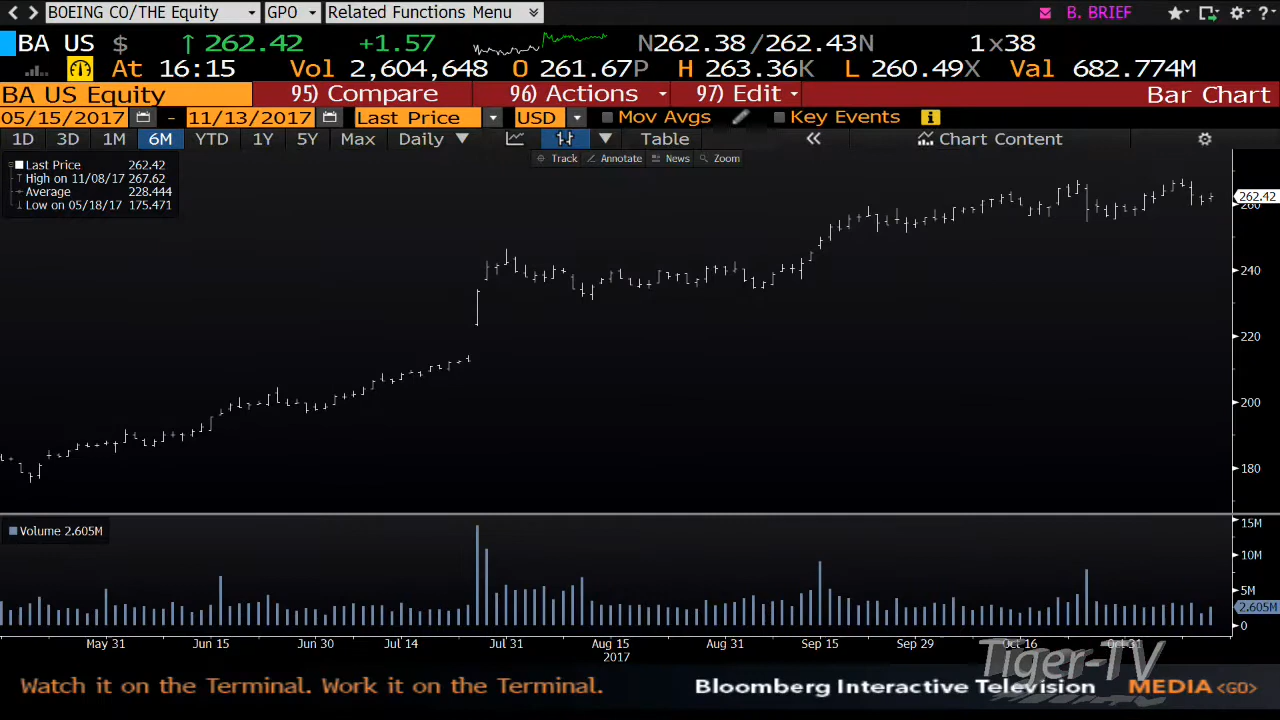 BOEING CO/THE Equity GPO Related Functions Menu B. BRIEF ?
BA US $ ↑ 262.42 +1.57 N262.38/262.43N 1x38
At 16:15 Vol 2,604,648 O 261.67P H 263.36K L 260.49X Val 682.774M
BA US Equity 95) Compare 96) Actions 97) Edit Bar Chart
05/15/2017 - 11/13/2017 Last Price USD Mov Avgs Key Events i
1D 3D 1M 6M YTD 1Y 5Y Max Daily ▼ Table « Chart Content
Track Annotate News Zoom
Last Price 262.42
High on 11/08/17 267.62
Average 228.444
Low on 05/18/17 175.471
262.42
260
240
220
200
180
Volume 2.605M
15M
10M
5M
2.605M
0
May 31 Jun 15 Jun 30 Jul 14 Jul 31 Aug 15 Aug 31 Sep 15 Sep 29 Oct 16 Oct 31
2017
Tiger-TV
Watch it on the Terminal. Work it on the Terminal. Bloomberg Interactive Television MEDIA <GO>